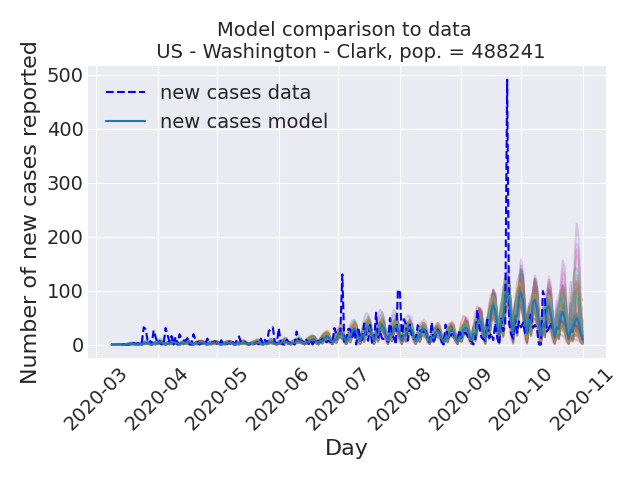 Model comparison to data
US - Washington - Clark, pop. = 488241
Number of new cases reported
500
400
300
200
100
0
new cases data
new cases model
2020-03
2020-04
2020-05
2020-06
2020-07
2020-08
2020-09
2020-10
2020-11
Day